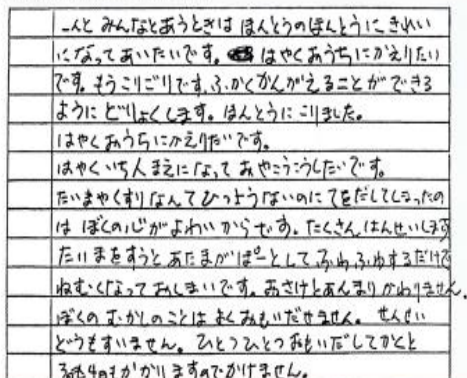 んと みんなとあうときは ほんとうのほんとうに きれい
になってあいたいです。 はやくおうちにかえりたい
です。もうこりごりです。ふかくかんがえることができる
ように どりょくします。ほんとうに こりました。
はやくおうちにかえりたいです。
はやくいち人まえになって おやこうこうしたいです。
たいまやくすりなんてひつようないのに てをだしてしまったの
は ぼくの心がよわいからです。たくさん はんせいします
たいまをすうと あたまが ぼーとして ふわふわするだけで
ねむくなっておしまいです。おさけとあんまりかわりません。
ぼくの むかしのことは よくおもいだせません。せんせい
どうもすいません。ひとつひとつおもいだしてかくと
3日も4日もかかりますのでかけません。